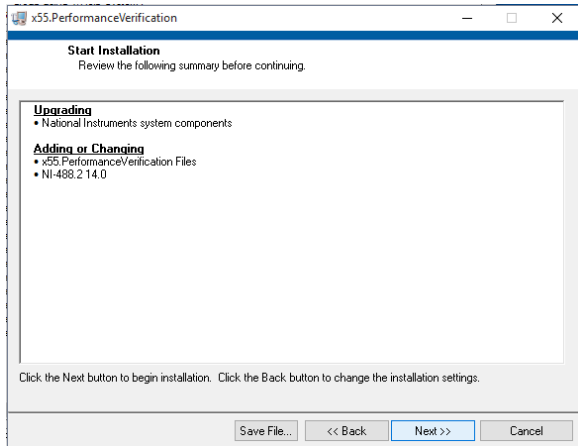 x55.PerformanceVerification
Start Installation
Review the following summary before continuing.
Upgrading
• National Instruments system components
Adding or Changing
• x55.PerformanceVerification Files
• NI-488.2 14.0
Click the Next button to begin installation. Click the Back button to change the installation settings.
Save File... << Back Next >> Cancel